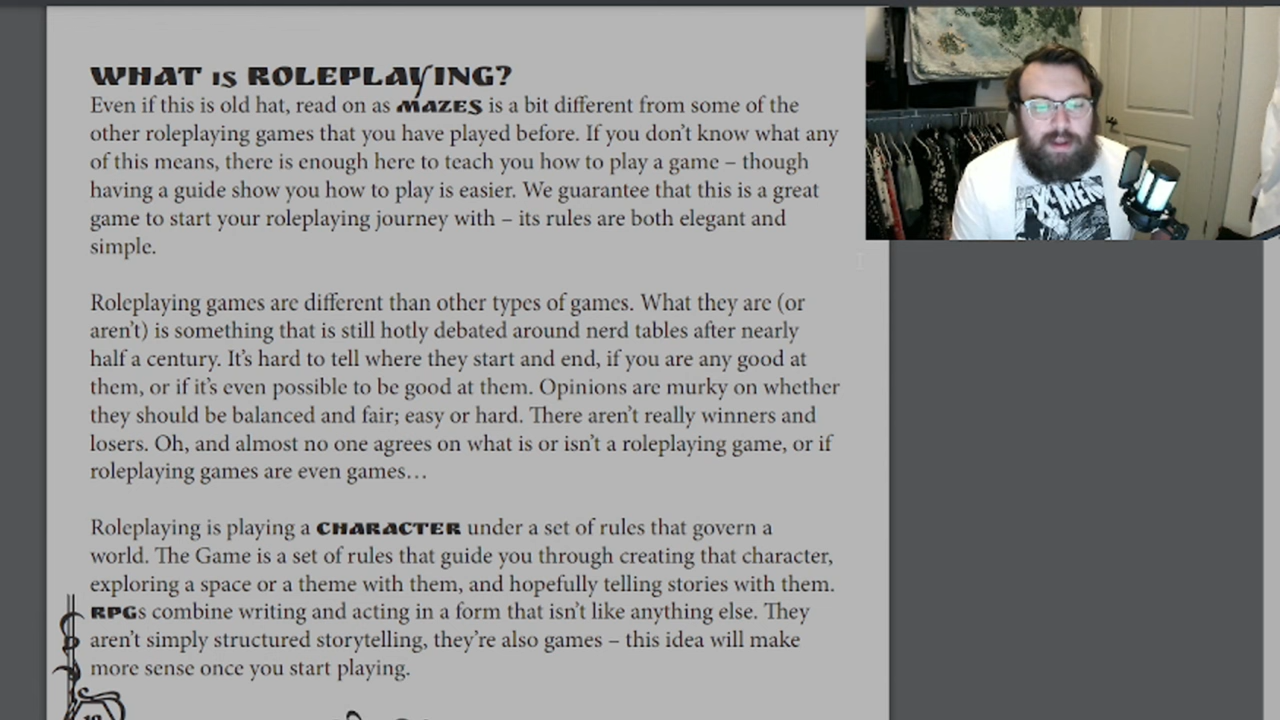 WHAT IS ROLEPLAYING?
Even if this is old hat, read on as MAZES is a bit different from some of the
other roleplaying games that you have played before. If you don't know what any
of this means, there is enough here to teach you how to play a game – though
having a guide show you how to play is easier. We guarantee that this is a great
game to start your roleplaying journey with – its rules are both elegant and
simple.
Roleplaying games are different than other types of games. What they are (or
aren't) is something that is still hotly debated around nerd tables after nearly
half a century. It's hard to tell where they start and end, if you are any good at
them, or if it's even possible to be good at them. Opinions are murky on whether
they should be balanced and fair; easy or hard. There aren't really winners and
losers. Oh, and almost no one agrees on what is or isn't a roleplaying game, or if
roleplaying games are even games…
Roleplaying is playing a CHARACTER under a set of rules that govern a
world. The Game is a set of rules that guide you through creating that character,
exploring a space or a theme with them, and hopefully telling stories with them.
RPGs combine writing and acting in a form that isn't like anything else. They
aren't simply structured storytelling, they're also games – this idea will make
more sense once you start playing.
X-MEN